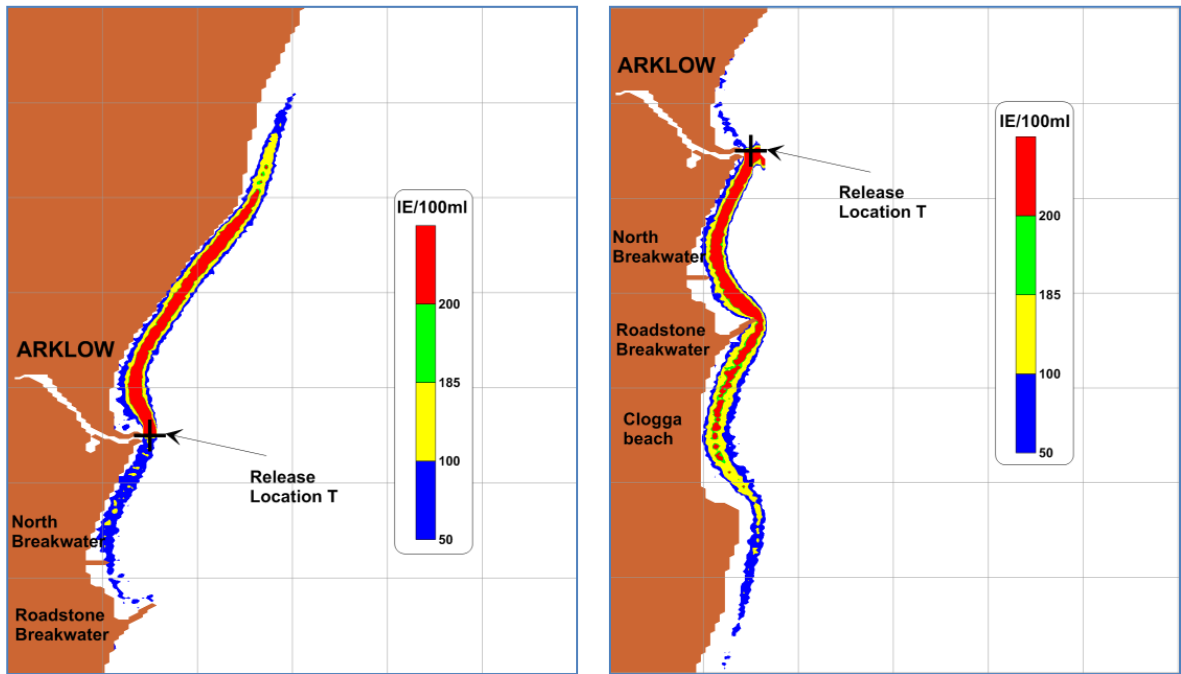 IE/100ml
200
185
100
50
ARKLOW
Release
Location T
North
Breakwater
Roadstone
Breakwater
ARKLOW
IE/100ml
200
185
100
50
Release
Location T
North
Breakwater
Roadstone
Breakwater
Clogga
beach